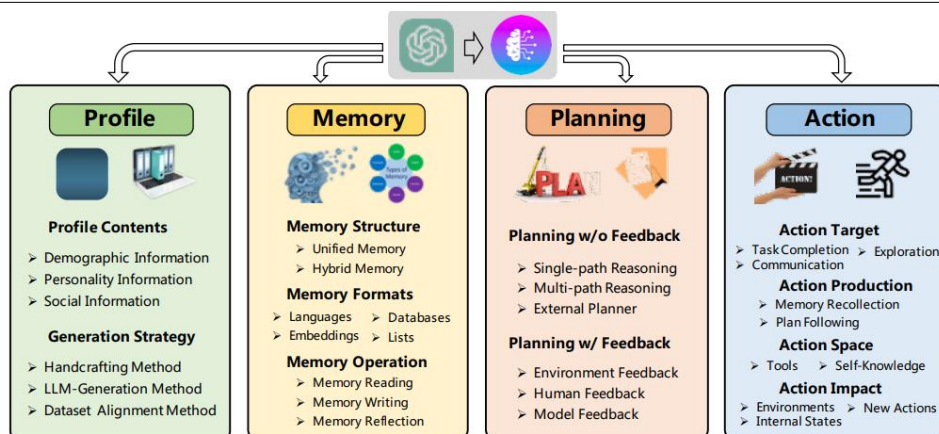 Profile
Profile Contents
➢ Demographic Information
➢ Personality Information
➢ Social Information
Generation Strategy
➢ Handcrafting Method
➢ LLM-Generation Method
➢ Dataset Alignment Method
Memory
Types of
Memory
Memory Structure
➢ Unified Memory
➢ Hybrid Memory
Memory Formats
➢ Languages ➢ Databases
➢ Embeddings ➢ Lists
Memory Operation
➢ Memory Reading
➢ Memory Writing
➢ Memory Reflection
Planning
PLAN
Planning w/o Feedback
➢ Single-path Reasoning
➢ Multi-path Reasoning
➢ External Planner
Planning w/ Feedback
➢ Environment Feedback
➢ Human Feedback
➢ Model Feedback
Action
ACTION!
Action Target
➢ Task Completion ➢ Exploration
➢ Communication
Action Production
➢ Memory Recollection
➢ Plan Following
Action Space
➢ Tools ➢ Self-Knowledge
Action Impact
➢ Environments ➢ New Actions
➢ Internal States